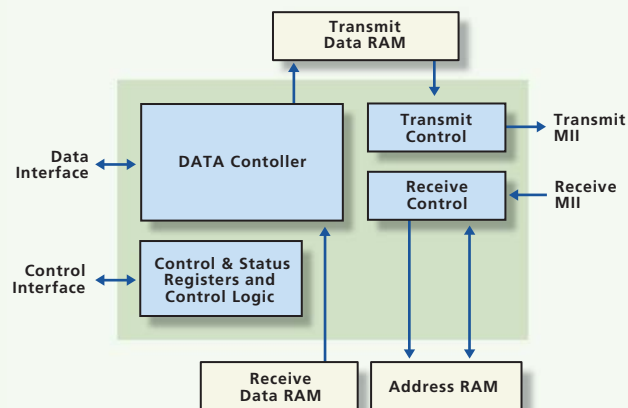 Transmit
Data RAM
DATA Contoller
Transmit
Control
Transmit
MII
Data
Interface
Receive
Control
Receive
MII
Control & Status
Registers and
Control Logic
Control
Interface
Receive
Data RAM
Address RAM